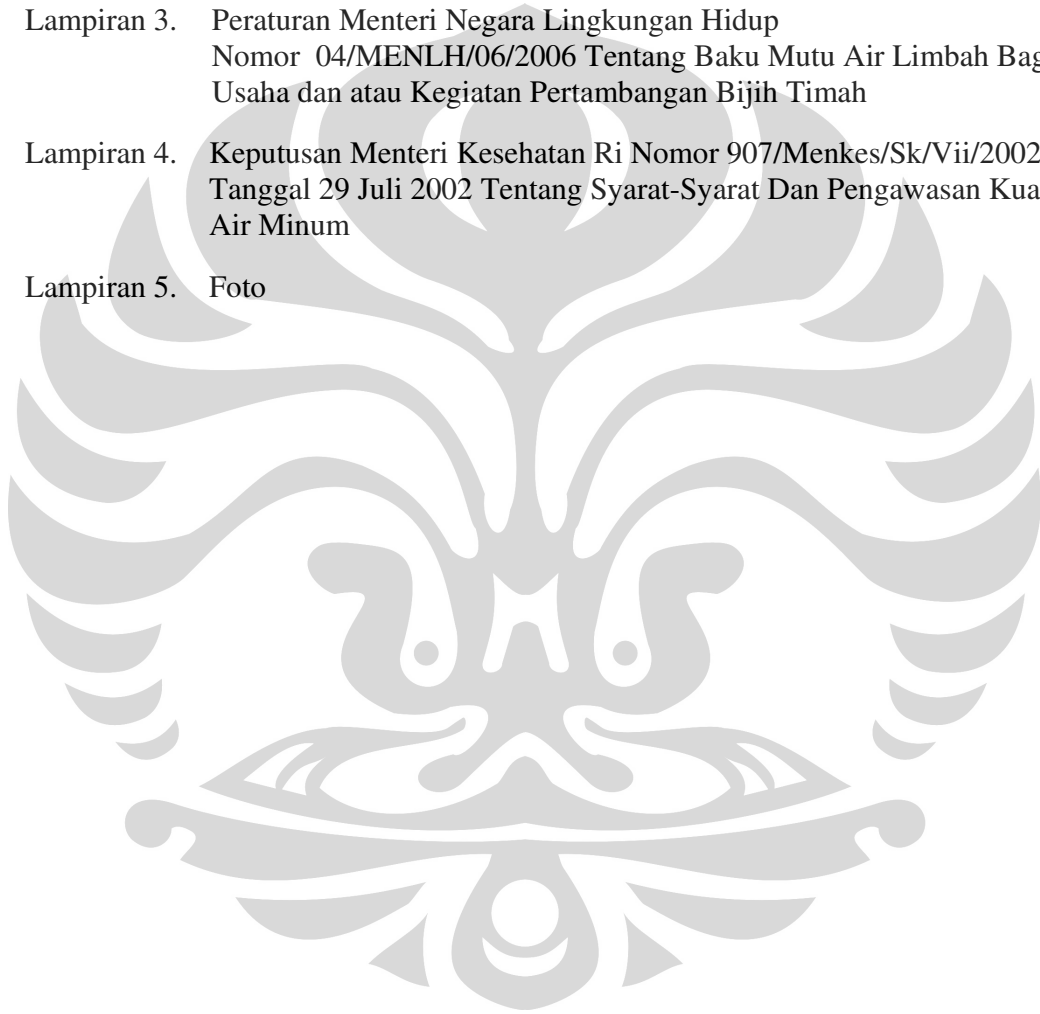 Lampiran 3. Peraturan Menteri Negara Lingkungan Hidup
Nomor 04/MENLH/06/2006 Tentang Baku Mutu Air Limbah Bag
Usaha dan atau Kegiatan Pertambangan Bijih Timah
Lampiran 4. Keputusan Menteri Kesehatan Ri Nomor 907/Menkes/Sk/Vii/2002
Tanggal 29 Juli 2002 Tentang Syarat-Syarat Dan Pengawasan Kua
Air Minum
Lampiran 5. Foto